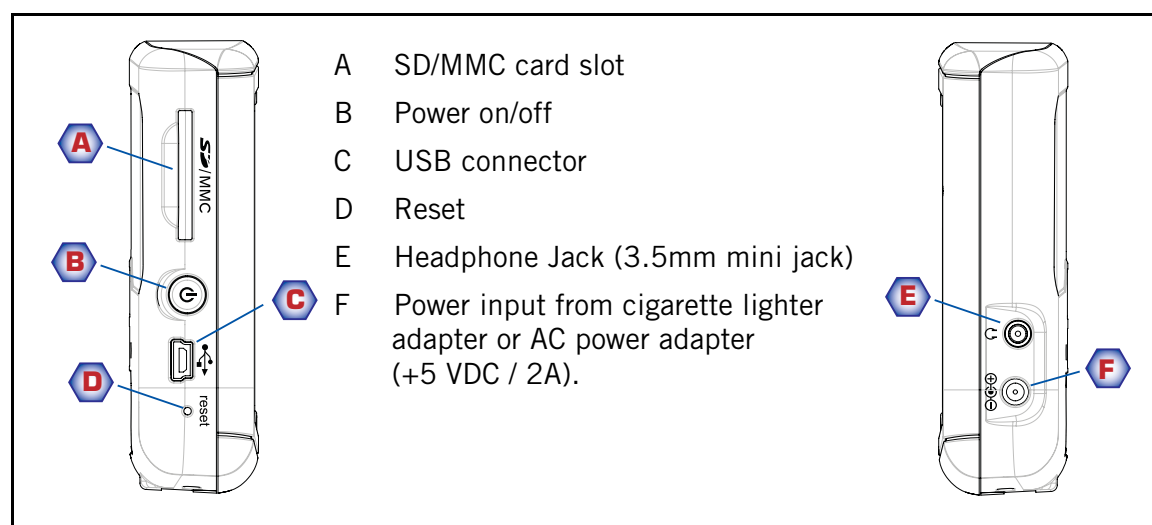 A SD/MMC card slot
B Power on/off
C USB connector
D Reset
E Headphone Jack (3.5mm mini jack)
F Power input from cigarette lighter
adapter or AC power adapter
(+5 VDC / 2A).
A
SD/MMC
B
C
D
reset
E
F